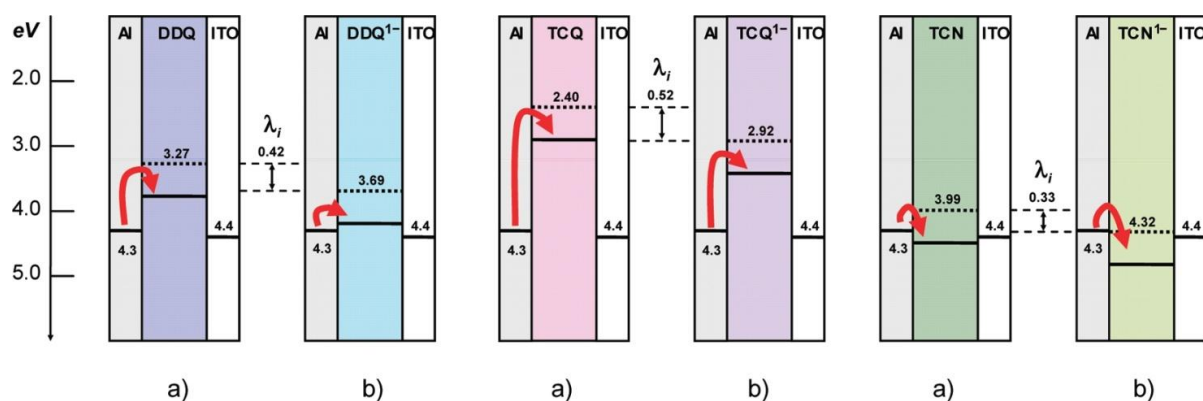 eV
2.0
3.0
4.0
5.0
Al DDQ ITO
3.27
4.3
4.4
a)
λi
0.42
Al DDQ1− ITO
3.69
4.3
4.4
b)
Al TCQ ITO
2.40
4.3
4.4
a)
λi
0.52
Al TCQ1− ITO
2.92
4.3
4.4
b)
Al TCN ITO
3.99
4.3
4.4
a)
λi
0.33
Al TCN1− ITO
4.32
4.3
4.4
b)